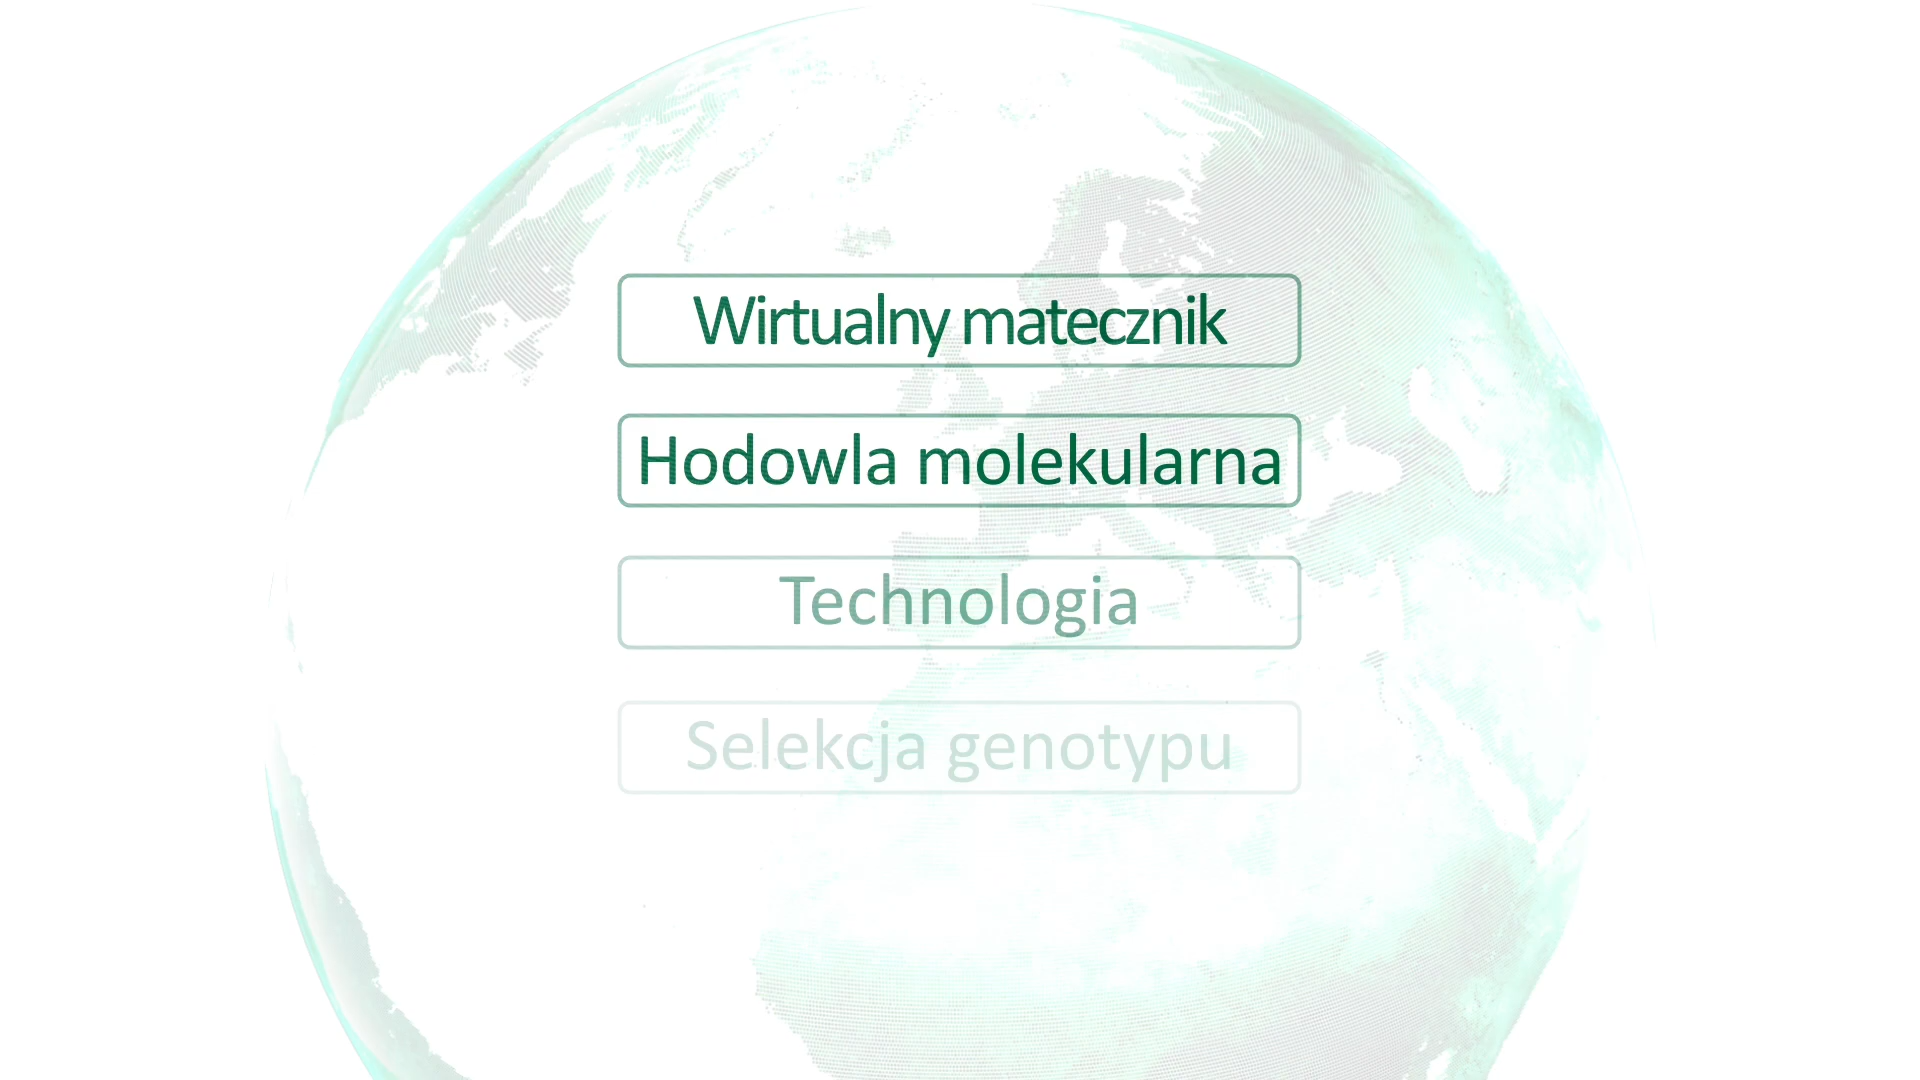 Wirtualny matecznik
Hodowla molekularna
Technologia
Selekcja genotypu